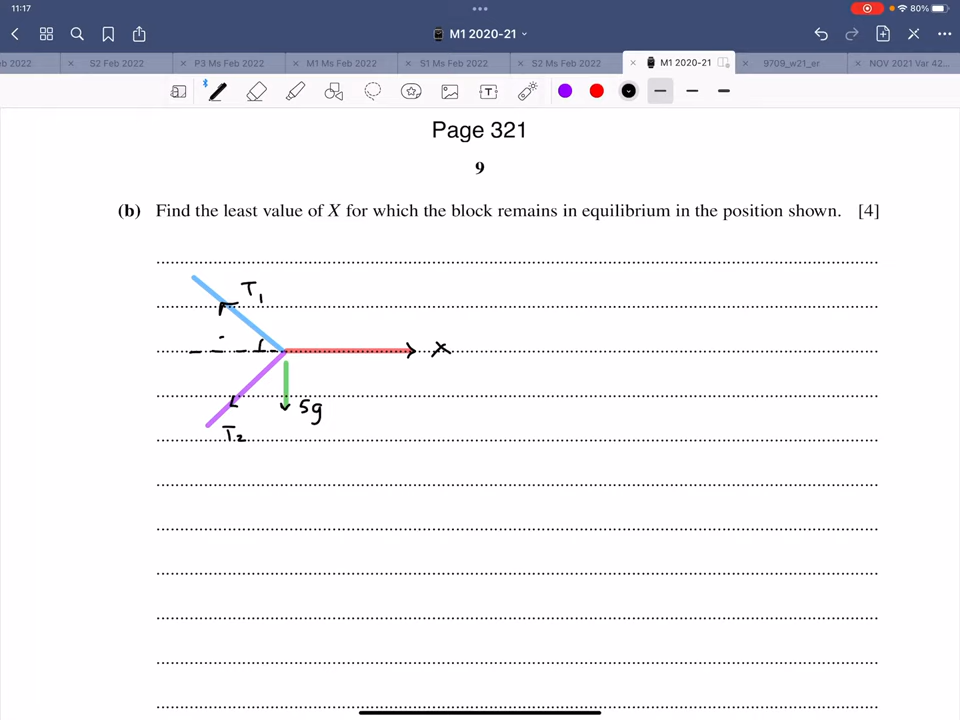 11:17
80%
M1 2020-21
b 2022
S2 Feb 2022
P3 Ms Feb 2022
M1 Ms Feb 2022
S1 Ms Feb 2022
S2 Ms Feb 2022
M1 2020-21
9709_w21_er
NOV 2021 Var 42...
Page 321
9
(b) Find the least value of X for which the block remains in equilibrium in the position shown. [4]
T1
X
5g
T2